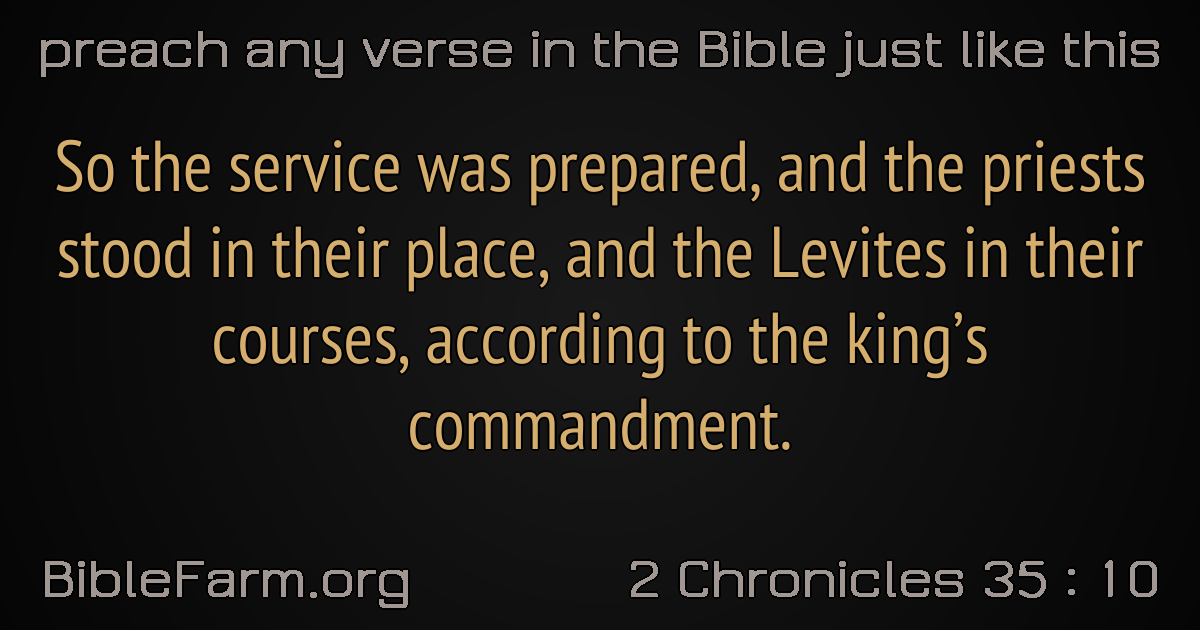 preach any verse in the Bible just like this
So the service was prepared, and the priests
stood in their place, and the Levites in their
courses, according to the king’s
commandment.
BibleFarm.org
2 Chronicles 35 : 10